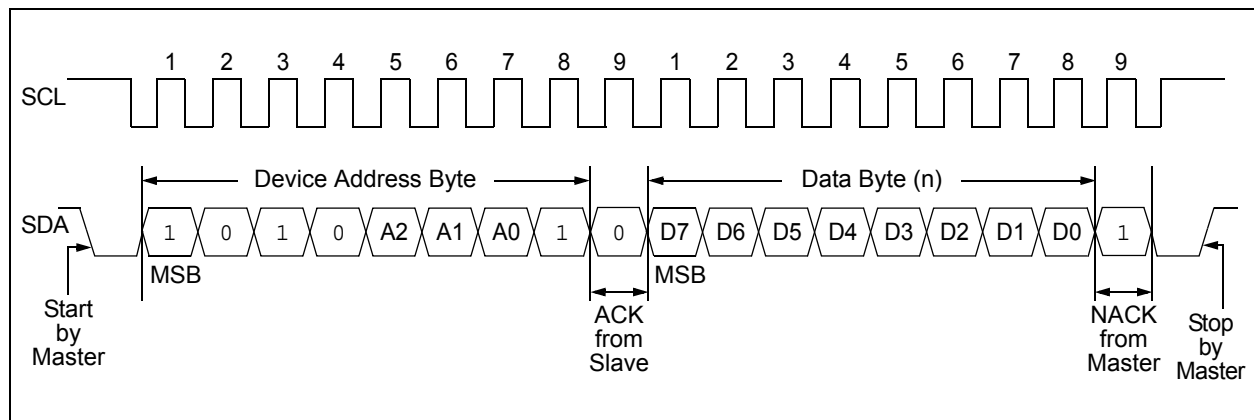 1 2 3 4 5 6 7 8 9 1 2 3 4 5 6 7 8 9
SCL
Device Address Byte Data Byte (n)
SDA 1 0 1 0 A2 A1 A0 1 0 D7 D6 D5 D4 D3 D2 D1 D0 1
MSB MSB
Start
by
Master
ACK
from
Slave
NACK
from
Master
Stop
by
Master